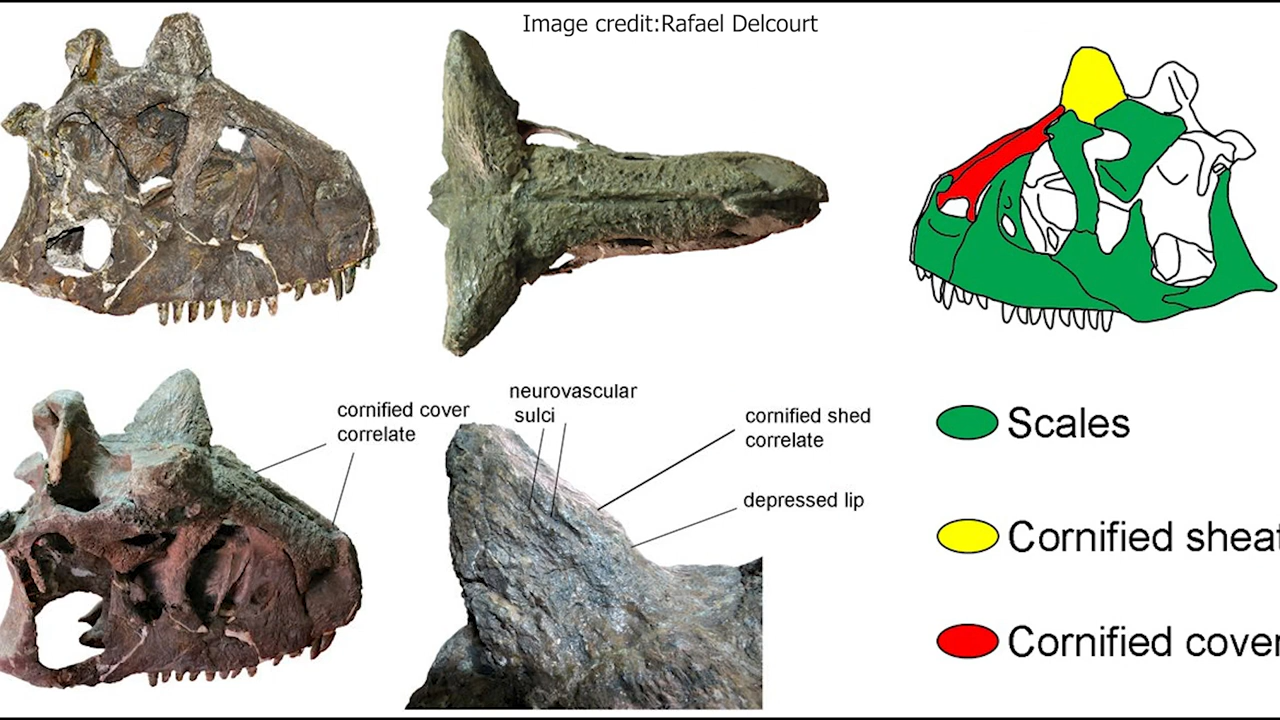 Image credit:Rafael Delcourt
cornified cover
correlate
neurovascular
sulci
cornified shed
correlate
depressed lip
Scales
Cornified sheat
Cornified cover